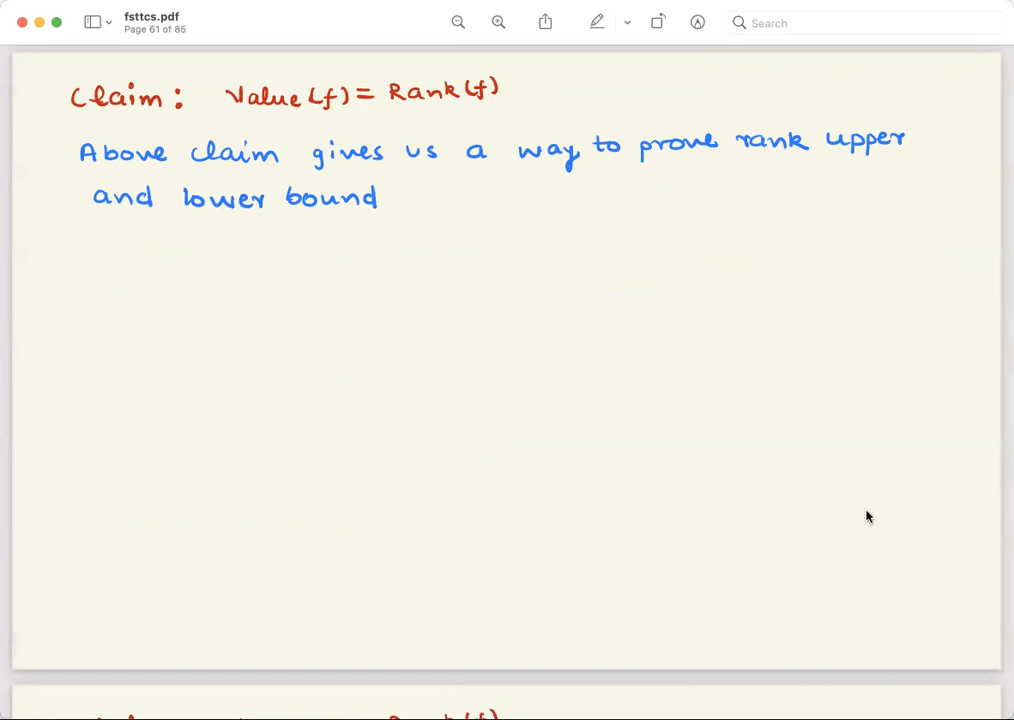 fsttcs.pdf
Page 61 of 85
Search
Claim: Value(f) = Rank(f)
Above claim gives us a way to prove rank upper
and lower bound
Rank(f)